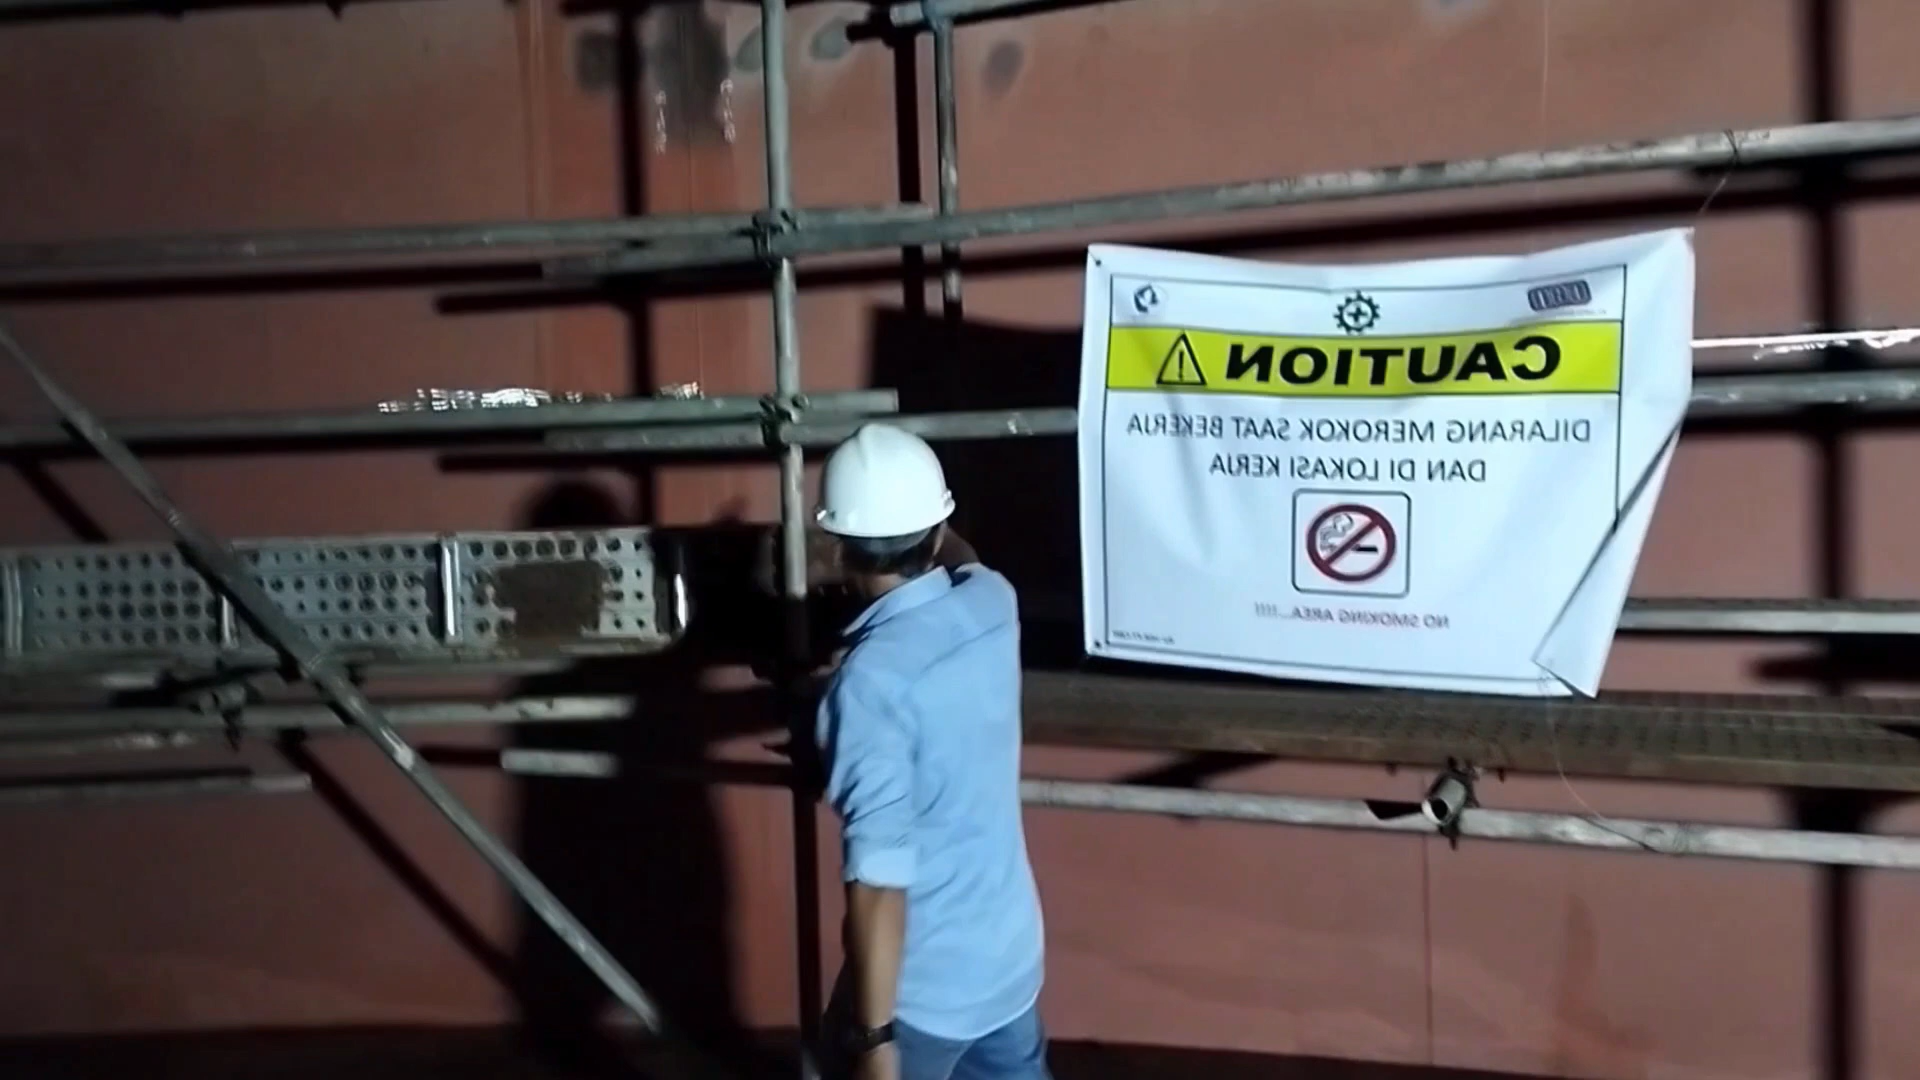 CAUTION
DILARANG MEROKOK SAAT BEKERJA
DAN DI LOKASI KERJA
NO SMOKING AREA...!!!!